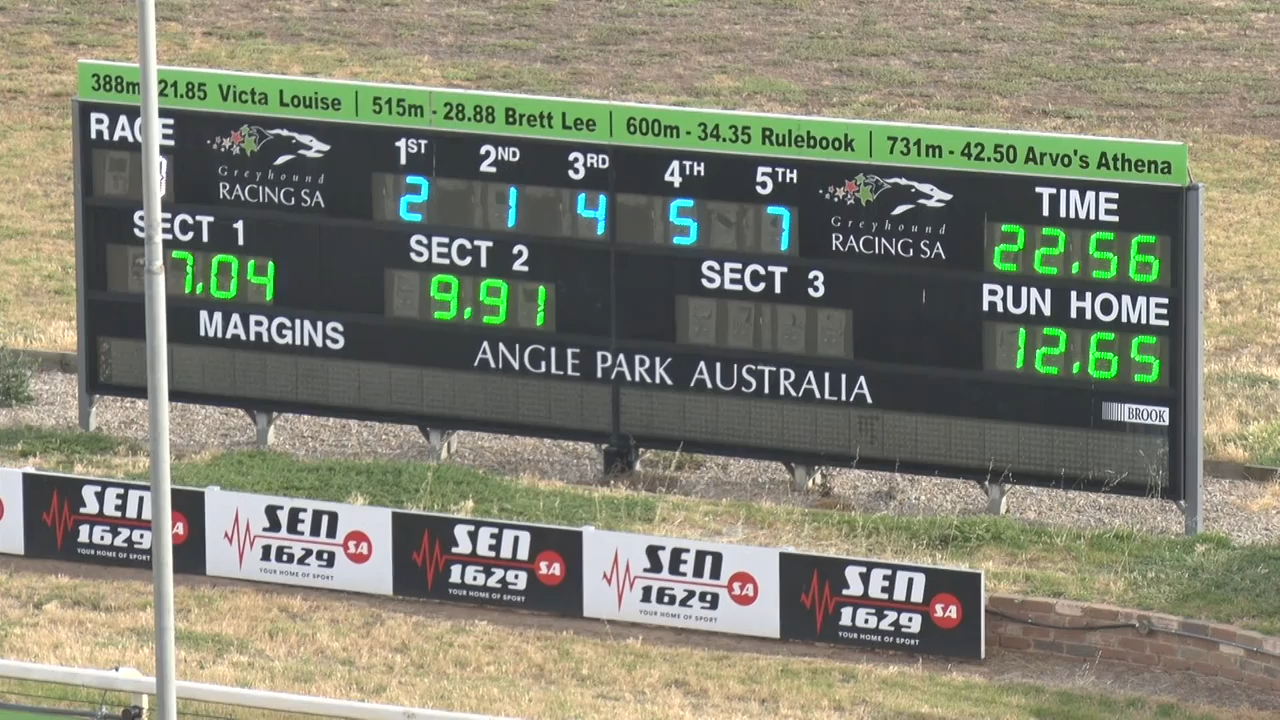 388m 21.85 Victa Louise | 515m - 28.88 Brett Lee | 600m - 34.35 Rulebook | 731m - 42.50 Arvo's Athena
RACE
Greyhound
RACING SA
1ST 2ND 3RD 4TH 5TH
2 1 4 5 7
Greyhound
RACING SA
TIME
22.56
SECT 1
7.04
SECT 2
9.91
SECT 3
RUN HOME
12.65
MARGINS
ANGLE PARK AUSTRALIA
BROOK
SEN
1629
SA
YOUR HOME OF SPORT
SEN
1629
SA
YOUR HOME OF SPORT
SEN
1629
SA
YOUR HOME OF SPORT
SEN
1629
SA
YOUR HOME OF SPORT
SEN
1629
SA
YOUR HOME OF SPORT